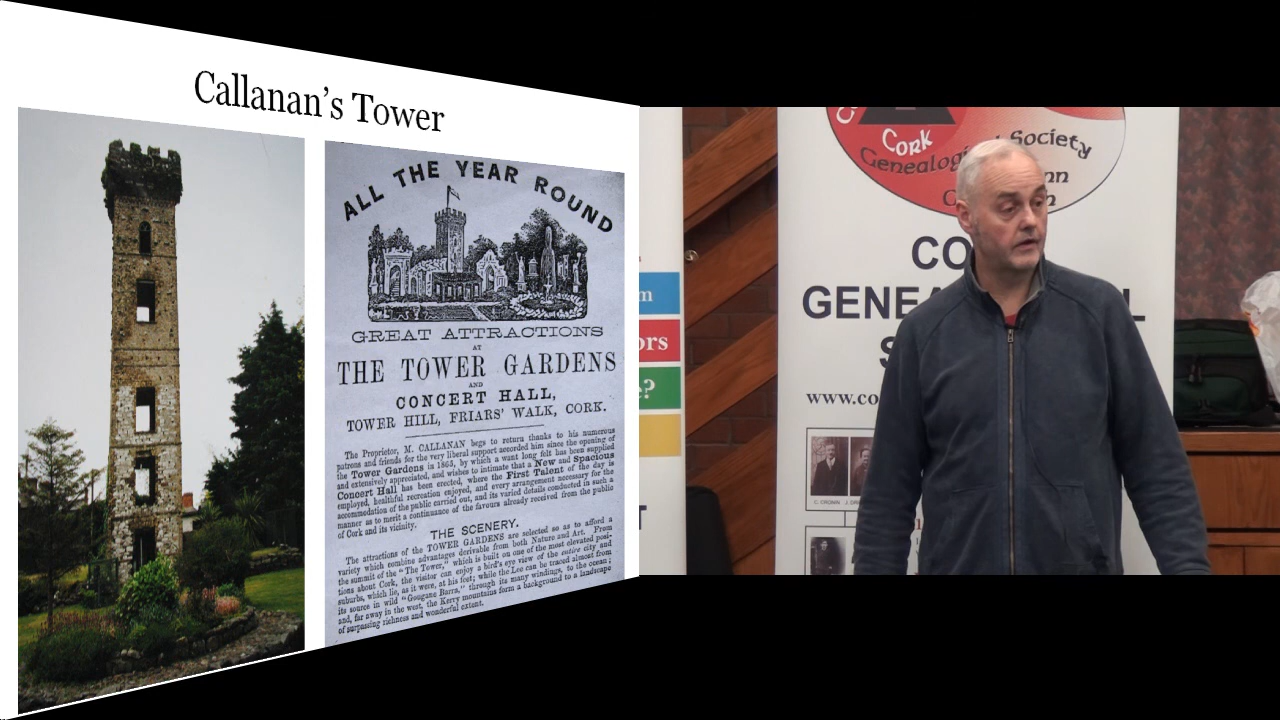 Callanan's Tower
ALL THE YEAR ROUND
GREAT ATTRACTIONS
AT
THE TOWER GARDENS
AND
CONCERT HALL,
TOWER HILL, FRIARS' WALK, CORK.
The Proprietor, M. CALLANAN begs to return thanks to his numerous
patrons and friends for the very liberal support accorded him since the opening of
the Tower Gardens in 1865, by which a want long felt has been supplied
and extensively appreciated, and wishes to intimate that a New and Spacious
Concert Hall has been erected, where the First Talent of the day is
employed, healthful recreation enjoyed, and every arrangement necessary for the
accommodation of the public carried out, and its varied details conducted in such a
manner as to merit a continuance of the favours already received from the public
of Cork and its vicinity.
THE SCENERY.
The attractions of the TOWER GARDENS are selected so as to afford a
variety which combine advantages derivable from both Nature and Art. From
the summit of the "The Tower," which is built on one of the most elevated posi-
tions about Cork, the visitor can enjoy a bird's eye view of the entire city and
suburbs, which lie, as it were, at his feet; while the Lee can be traced almost from
its source in wild "Gougane Barra," through its many windings, to the ocean;
and, far away in the west, the Kerry mountains form a background to a landscape
of surpassing richness and wonderful extent.
m
ors
e?
T
Cork
Genealogi Society
nn
CO
GENEA L
S
www.co
C. CRONIN